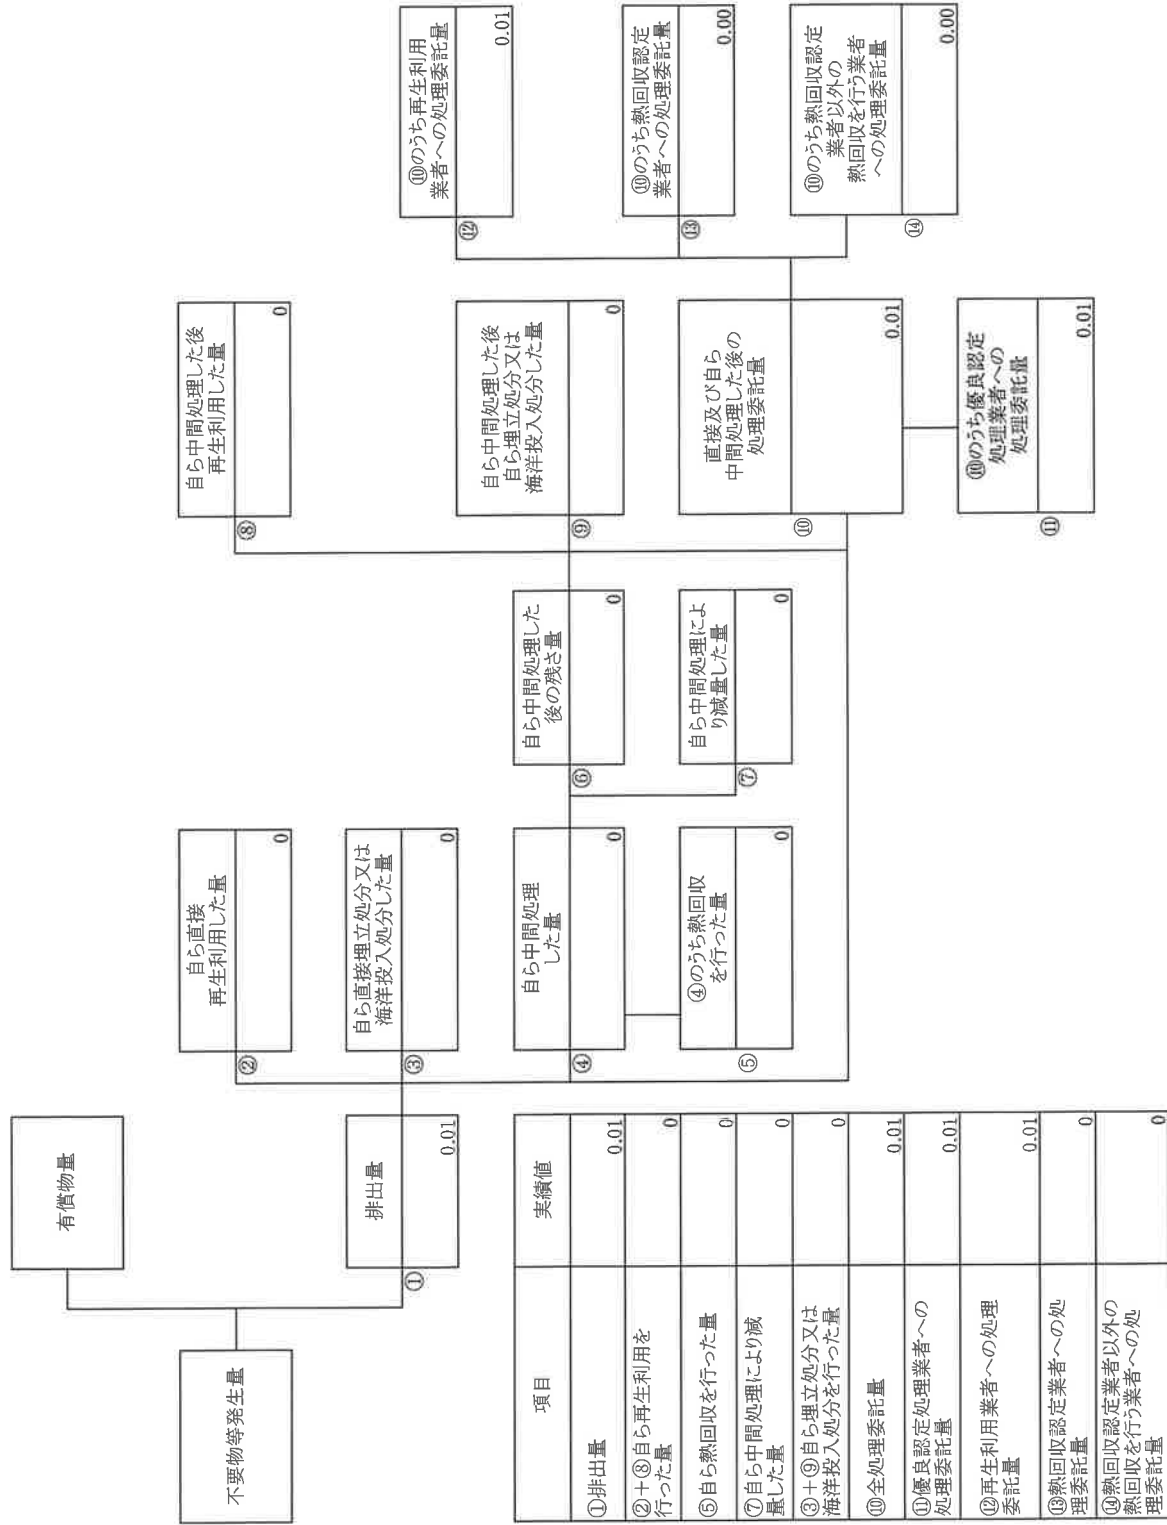 不要物等発生量
有償物量
排出量
①
0.01
自ら直接
再生利用した量
②
0
自ら直接埋立処分又は
海洋投入処分した量
③
0
自ら中間処理
した量
④
0
④のうち熱回収
を行った量
⑤
0
自ら中間処理した
後の残さ量
⑥
0
自ら中間処理によ
り減量した量
⑦
0
自ら中間処理した後
再生利用した量
⑧
0
自ら中間処理した後
自ら埋立処分又は
海洋投入処分した量
⑨
0
直接及び自ら
中間処理した後の
処理委託量
⑩
0.01
⑩のうち優良認定
処理業者への
処理委託量
⑪
0.01
⑩のうち再生利用
業者への処理委託量
⑫
0.01
⑩のうち熱回収認定
業者への処理委託量
⑬
0.00
⑩のうち熱回収認定
業者以外の
熱回収を行う業者
への処理委託量
⑭
0.00
項目 実績値
①排出量 0.01
②+⑧自ら再生利用を
行った量 0
⑤自ら熱回収を行った量 0
⑦自ら中間処理により減
量した量 0
③+⑨自ら埋立処分又は
海洋投入処分を行った量 0
⑩全処理委託量 0.01
⑪優良認定処理業者への
処理委託量 0.01
⑫再生利用業者への処理
委託量 0.01
⑬熱回収認定業者への処
理委託量 0
⑭熱回収認定業者以外の
熱回収を行う業者への処
理委託量 0